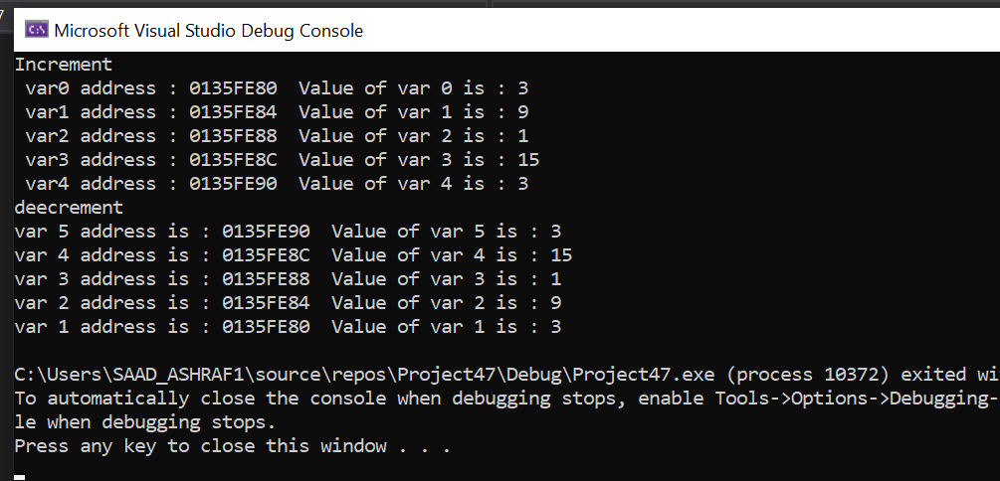 7
C:\ Microsoft Visual Studio Debug Console
Increment
 var0 address : 0135FE80  Value of var 0 is : 3
 var1 address : 0135FE84  Value of var 1 is : 9
 var2 address : 0135FE88  Value of var 2 is : 1
 var3 address : 0135FE8C  Value of var 3 is : 15
 var4 address : 0135FE90  Value of var 4 is : 3
deecrement
var 5 address is : 0135FE90  Value of var 5 is : 3
var 4 address is : 0135FE8C  Value of var 4 is : 15
var 3 address is : 0135FE88  Value of var 3 is : 1
var 2 address is : 0135FE84  Value of var 2 is : 9
var 1 address is : 0135FE80  Value of var 1 is : 3
C:\Users\SAAD_ASHRAF1\source\repos\Project47\Debug\Project47.exe (process 10372) exited wi
To automatically close the console when debugging stops, enable Tools->Options->Debugging-
le when debugging stops.
Press any key to close this window . . .